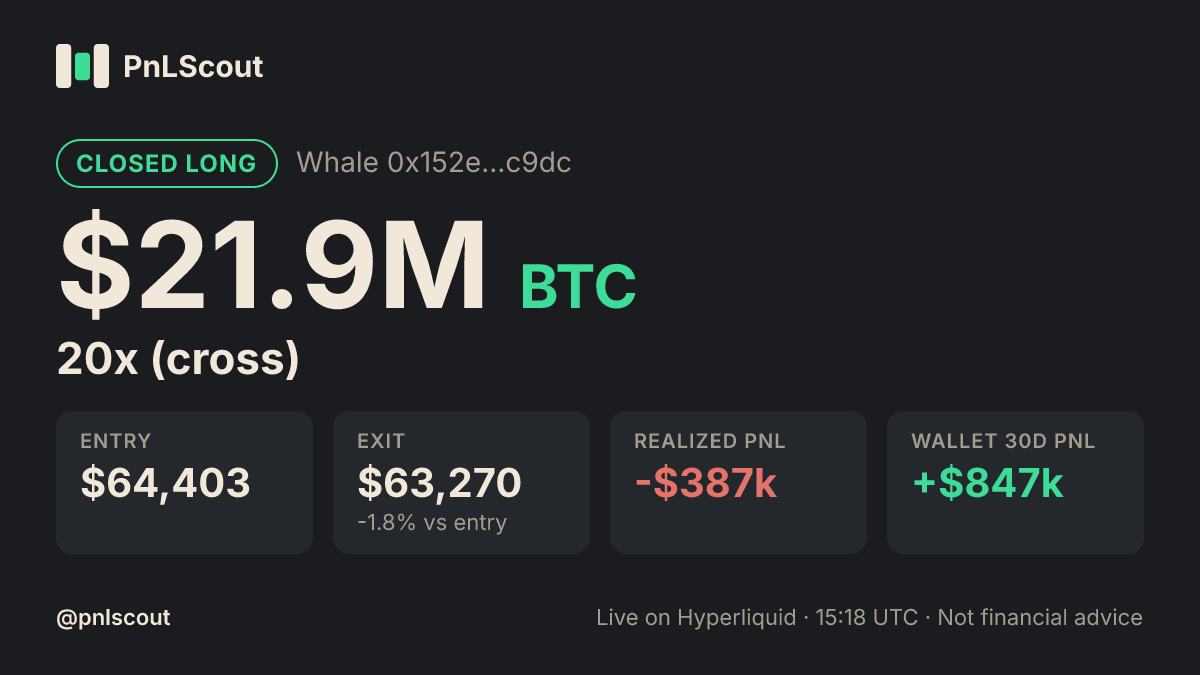 PnLScout
CLOSED LONG
Whale 0x152e...c9dc
$21.9M BTC
20x (cross)
ENTRY
$64,403
EXIT
$63,270
-1.8% vs entry
REALIZED PNL
-$387k
WALLET 30D PNL
+$847k
@pnlscout
Live on Hyperliquid · 15:18 UTC · Not financial advice